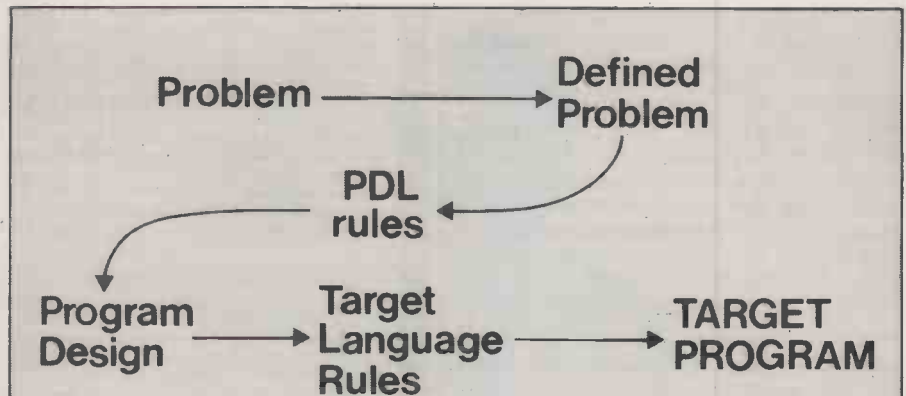 Problem
Defined
Problem
PDL
rules
Program
Design
Target
Language
Rules
TARGET
PROGRAM